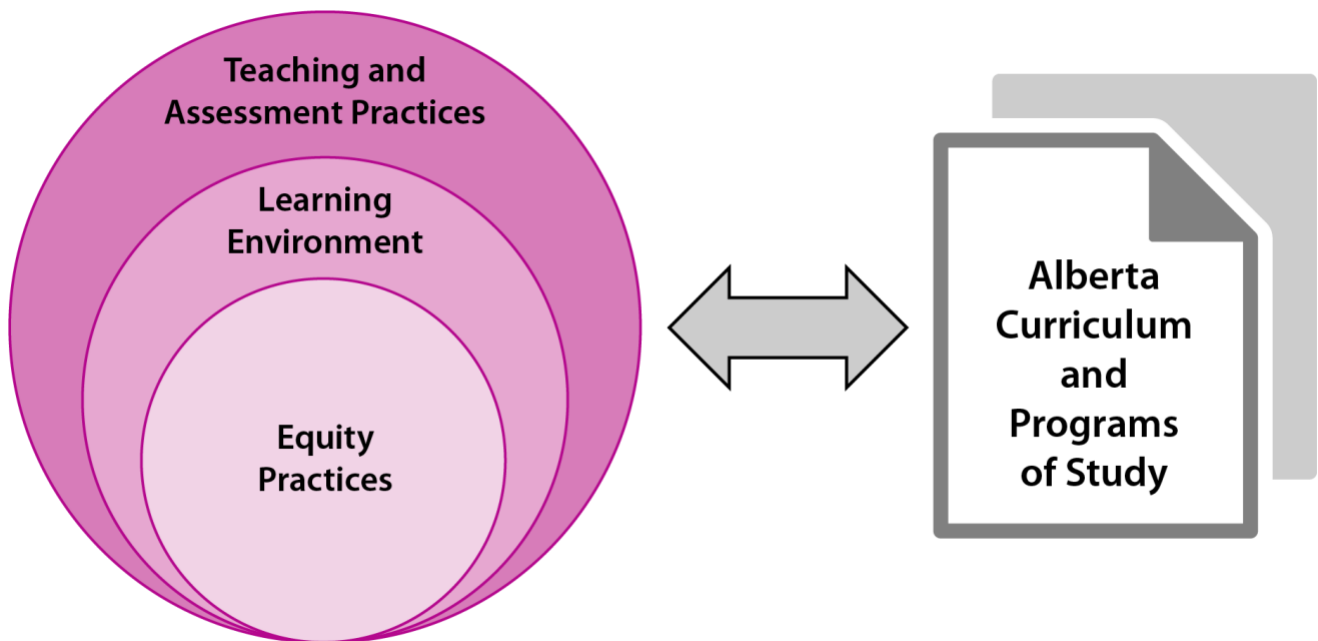 Teaching and
Assessment Practices
Learning
Environment
Equity
Practices
Alberta
Curriculum
and
Programs
of Study